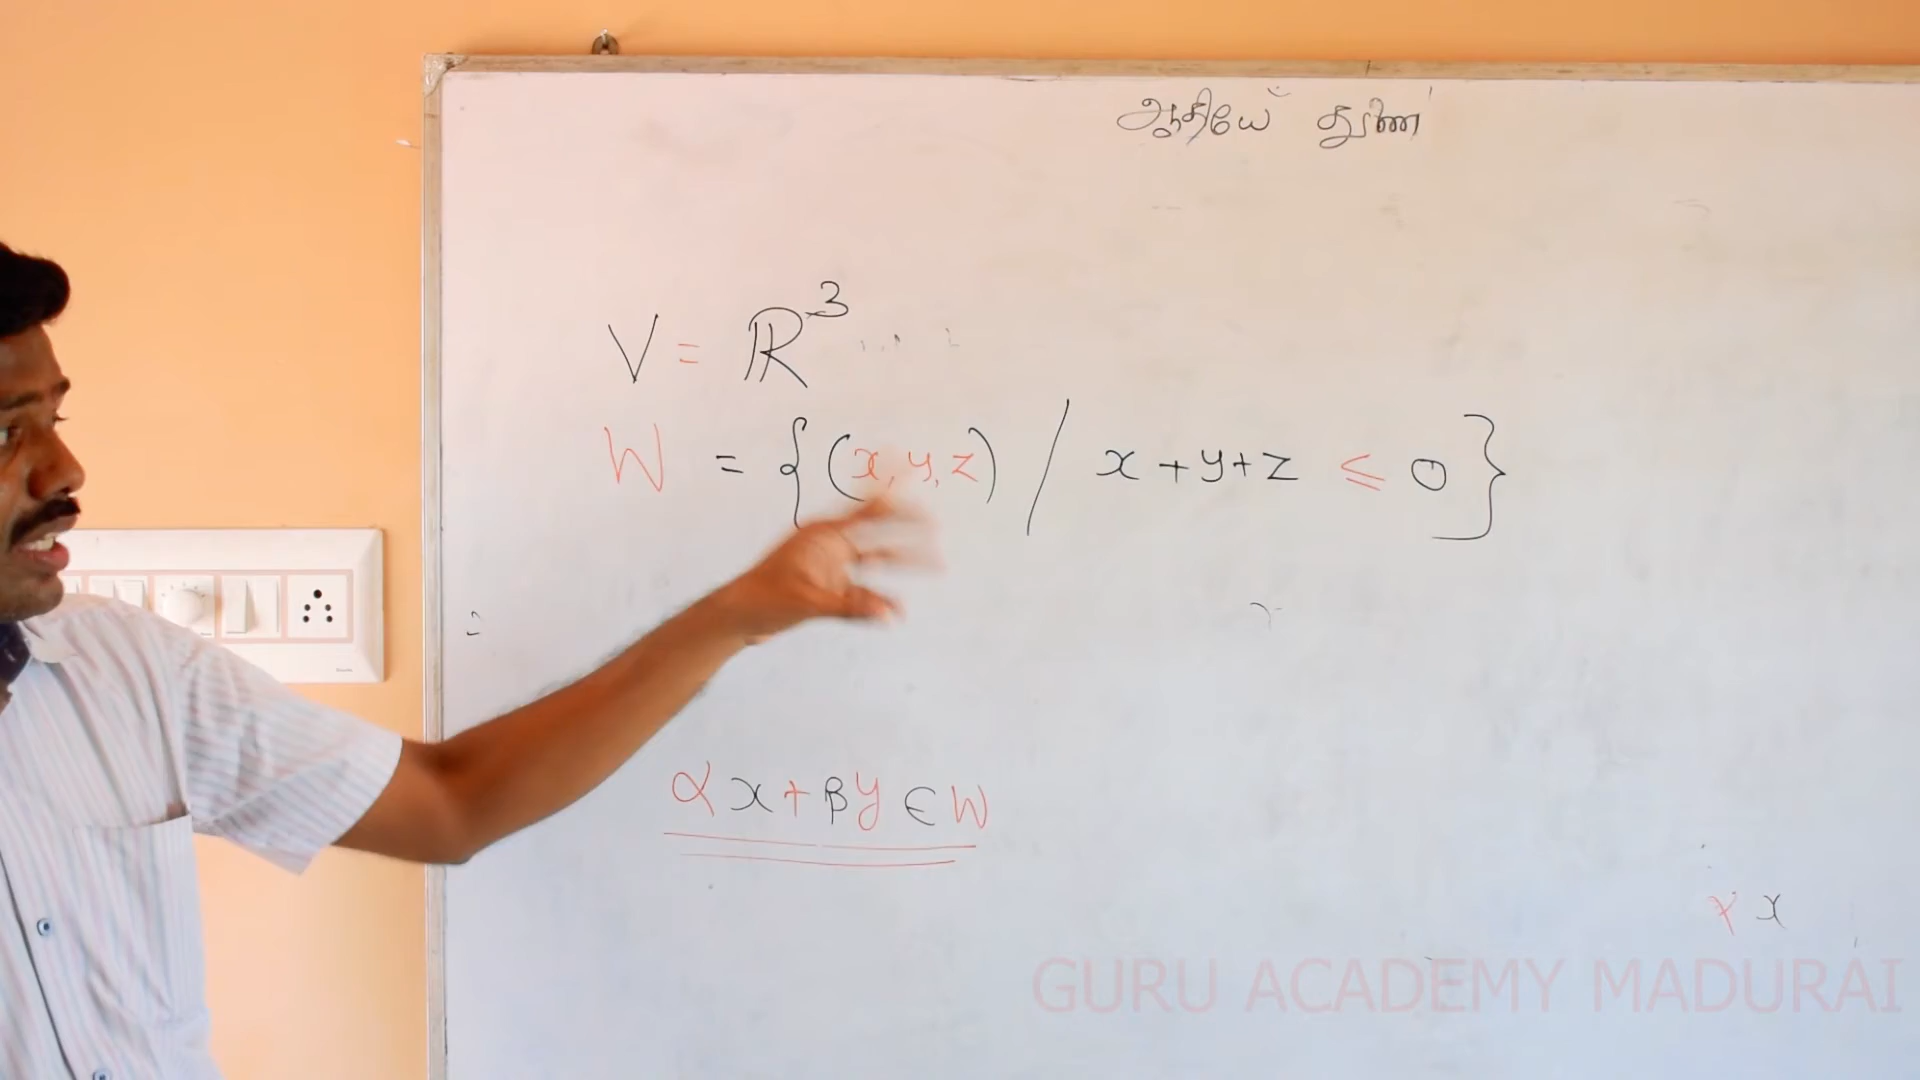 ஆதியே துணை
V = ℝ³
W = {(x, y, z) / x + y + z ≤ 0}
αx + βy ∈ W
x x
GURU ACADEMY MADURAI